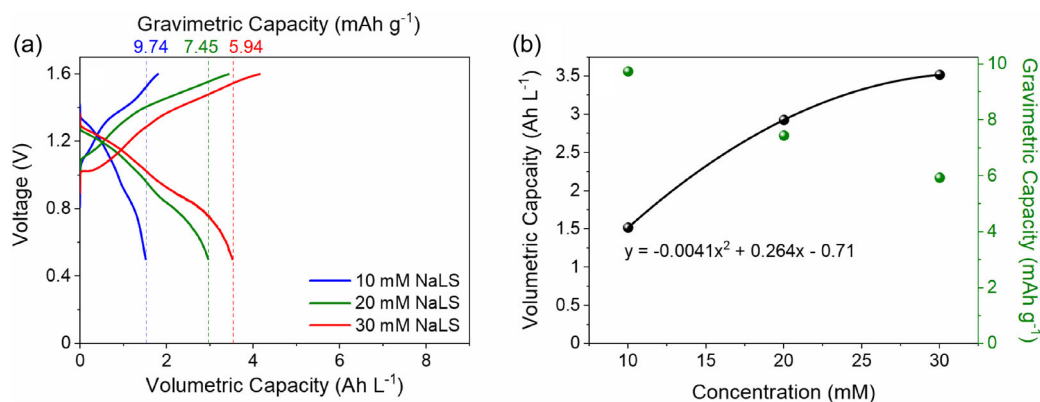 (a)
Gravimetric Capacity (mAh g⁻¹)
9.74 7.45 5.94
1.6
1.2
0.8
0.4
0
Voltage (V)
10 mM NaLS
20 mM NaLS
30 mM NaLS
0 2 4 6 8
Volumetric Capacity (Ah L⁻¹)
(b)
Volumetric Capcaity (Ah L⁻¹)
3.5
3
2.5
2
1.5
1
0.5
0
y = -0.0041x² + 0.264x - 0.71
10 15 20 25 30
Concentration (mM)
10
8
6
4
2
0
Gravimetric Capacity (mAh g⁻¹)